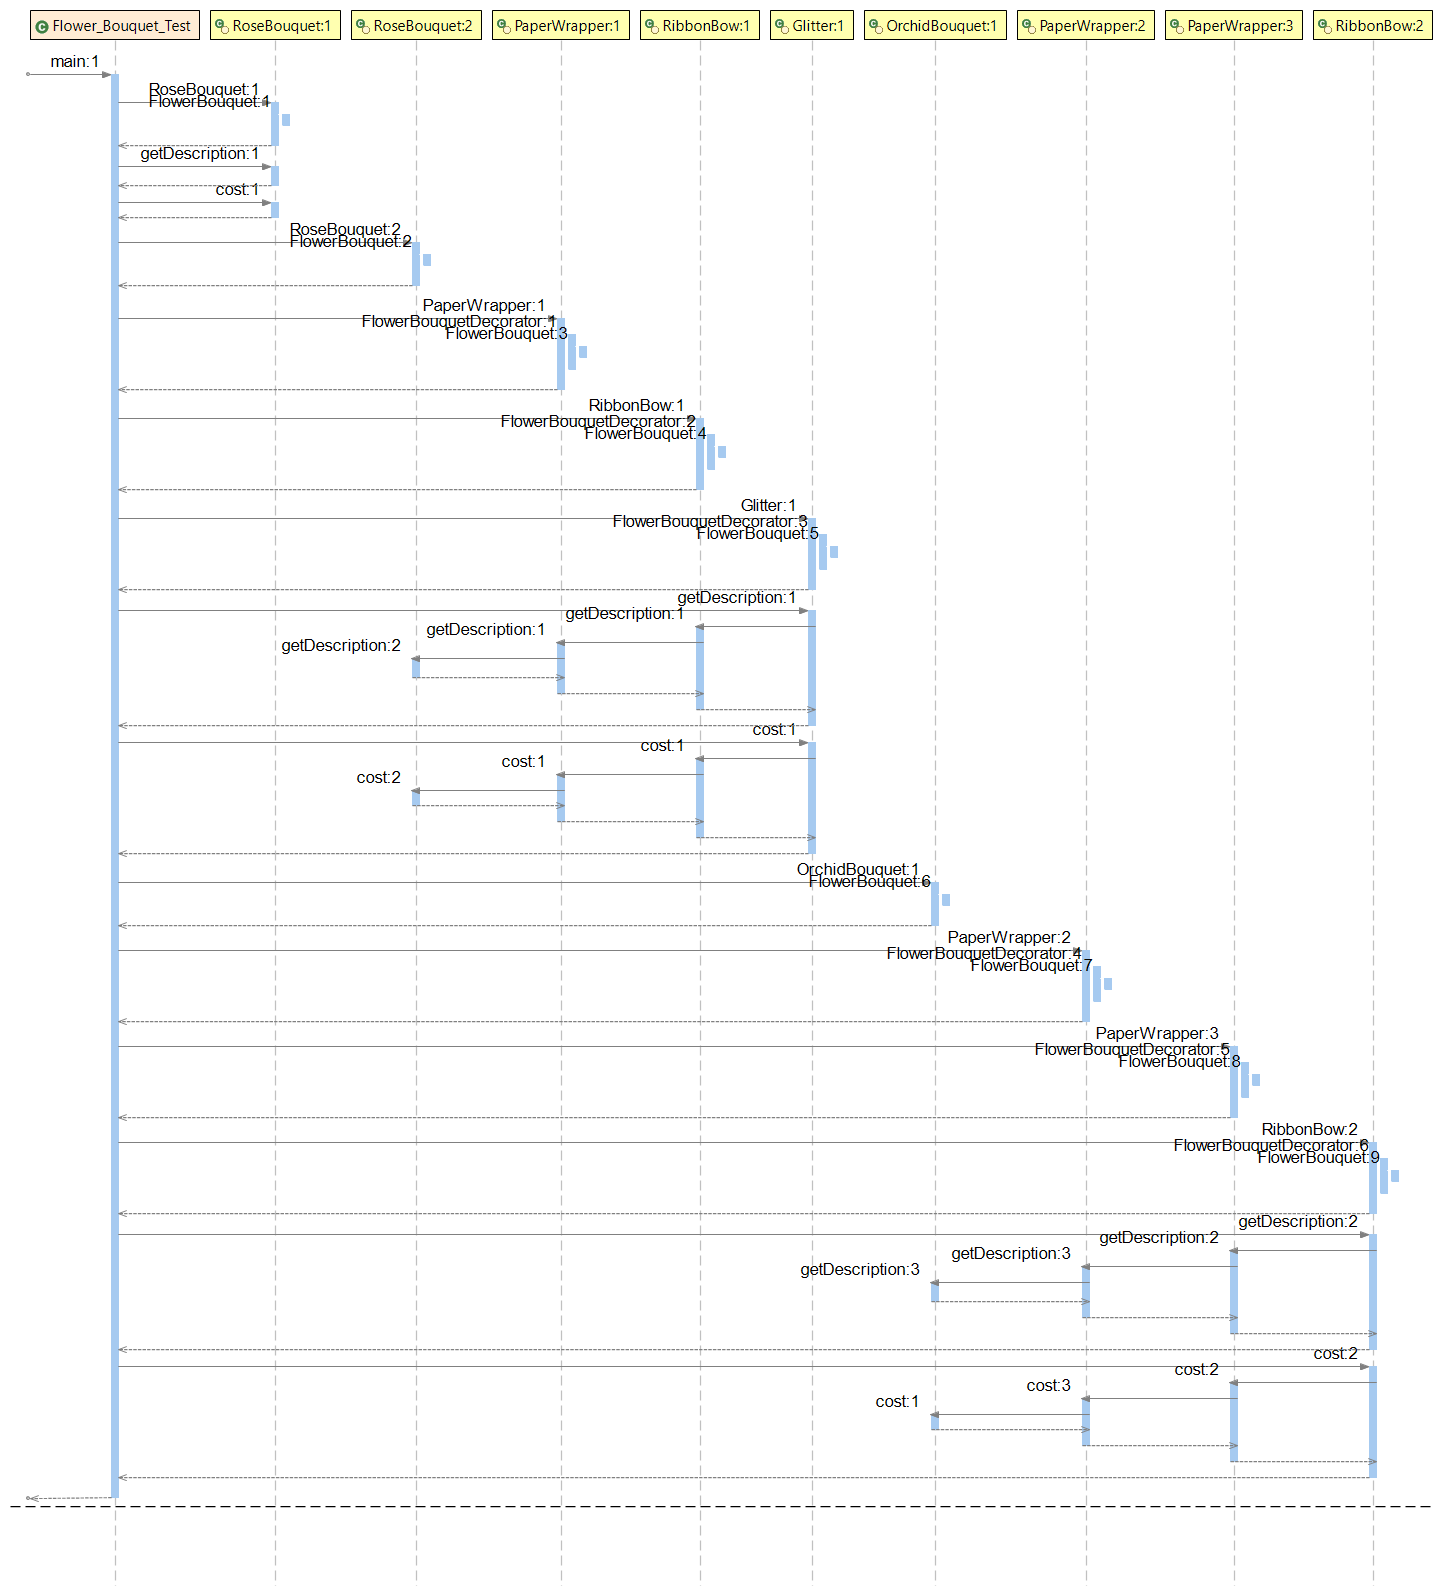 Flower_Bouquet_Test RoseBouquet:1 RoseBouquet:2 PaperWrapper:1 RibbonBow:1 Glitter:1 OrchidBouquet:1 PaperWrapper:2 PaperWrapper:3 RibbonBow:2
main:1
RoseBouquet:1
FlowerBouquet:1
getDescription:1
cost:1
RoseBouquet:2
FlowerBouquet:2
PaperWrapper:1
FlowerBouquetDecorator:1
FlowerBouquet:3
RibbonBow:1
FlowerBouquetDecorator:2
FlowerBouquet:4
Glitter:1
FlowerBouquetDecorator:3
FlowerBouquet:5
getDescription:1
getDescription:1
getDescription:1
getDescription:2
cost:1
cost:1
cost:1
cost:2
OrchidBouquet:1
FlowerBouquet:6
PaperWrapper:2
FlowerBouquetDecorator:4
FlowerBouquet:7
PaperWrapper:3
FlowerBouquetDecorator:5
FlowerBouquet:8
RibbonBow:2
FlowerBouquetDecorator:6
FlowerBouquet:9
getDescription:2
getDescription:2
getDescription:3
getDescription:3
cost:2
cost:2
cost:3
cost:1